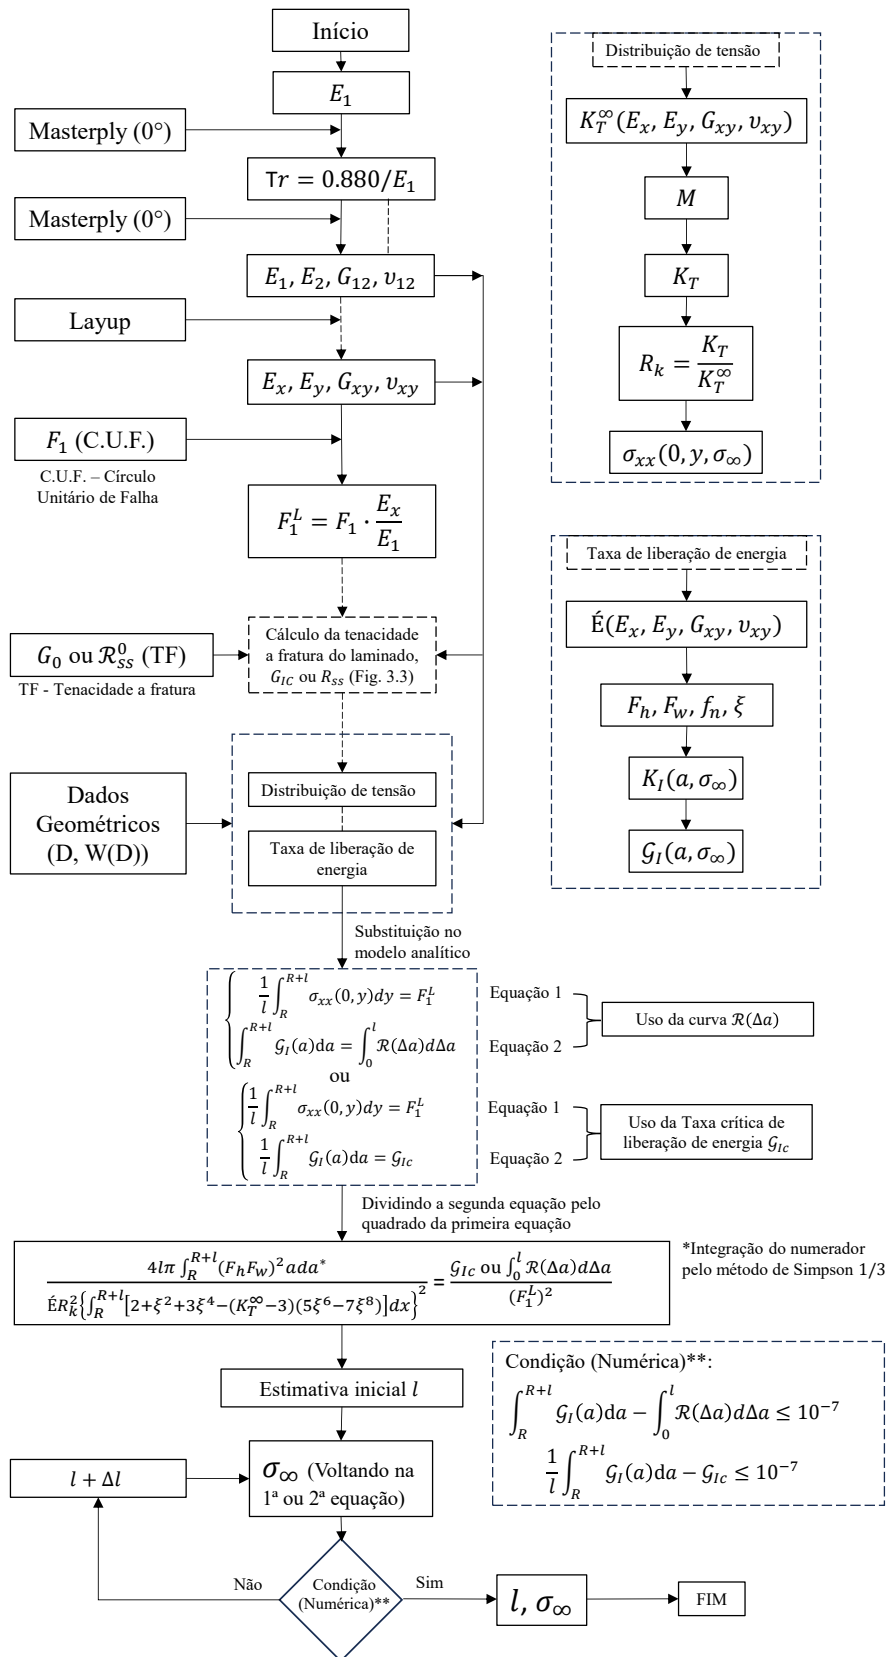 Início
E₁
Masterply (0°)
Tr = 0.880/E₁
Masterply (0°)
E₁, E₂, G₁₂, υ₁₂
Layup
Eₓ, E_y, G_xy, υ_xy
F₁ (C.U.F.)
C.U.F. – Círculo
Unitário de Falha
F₁^L = F₁ · Eₓ/E₁
Cálculo da tenacidade
a fratura do laminado,
G_IC ou R_ss (Fig. 3.3)
G₀ ou ℛ_ss^0 (TF)
TF - Tenacidade a fratura
Dados
Geométricos
(D, W(D))
Distribuição de tensão
Taxa de liberação de
energia
Substituição no
modelo analítico
Distribuição de tensão
K_T^∞(Eₓ, E_y, G_xy, υ_xy)
M
K_T
R_k = K_T/K_T^∞
σ_xx(0, y, σ_∞)
Taxa de liberação de energia
É(Eₓ, E_y, G_xy, υ_xy)
F_h, F_w, f_n, ξ
K_I(a, σ_∞)
𝒢_I(a, σ_∞)
1/l ∫_R^{R+l} σ_xx(0, y)dy = F₁^L
Equação 1
∫_R^{R+l} 𝒢_I(a)da = ∫_0^l ℛ(Δa)dΔa
Equação 2
Uso da curva ℛ(Δa)
ou
1/l ∫_R^{R+l} σ_xx(0, y)dy = F₁^L
Equação 1
1/l ∫_R^{R+l} 𝒢_I(a)da = 𝒢_Ic
Equação 2
Uso da Taxa crítica de
liberação de energia 𝒢_Ic
Dividindo a segunda equação pelo
quadrado da primeira equação
4lπ ∫_R^{R+l}(F_h F_w)² ada* / ÉR_k²{∫_R^{R+l}[2+ξ²+3ξ⁴−(K_T^∞−3)(5ξ⁶−7ξ⁸)]dx}² = 𝒢_Ic ou ∫_0^l ℛ(Δa)dΔa / (F₁^L)²
*Integração do numerador
pelo método de Simpson 1/3
Estimativa inicial l
Condição (Numérica)**:
∫_R^{R+l} 𝒢_I(a)da − ∫_0^l ℛ(Δa)dΔa ≤ 10⁻⁷
1/l ∫_R^{R+l} 𝒢_I(a)da − 𝒢_Ic ≤ 10⁻⁷
l + Δl
σ_∞ (Voltando na
1ª ou 2ª equação)
Não
Condição
(Numérica)**
Sim
l, σ_∞
FIM